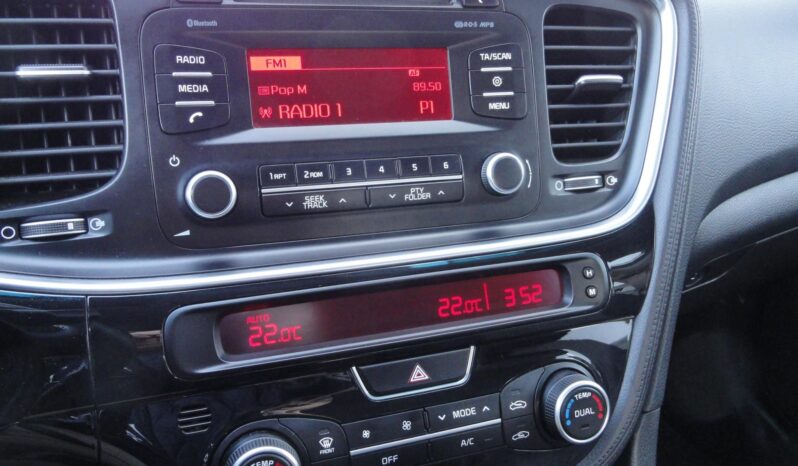 Bluetooth R·D·S MP3
RADIO
MEDIA
FM1
AF
Pop M 89.50
RADIO 1 P1
TA/SCAN
MENU
1 RPT 2 RDM 3 4 5 6
SEEK TRACK
PTY FOLDER
AUTO
22.0C 22.0C 3 52
H
M
TEMP
FRONT
OFF
MODE
A/C
TEMP
DUAL